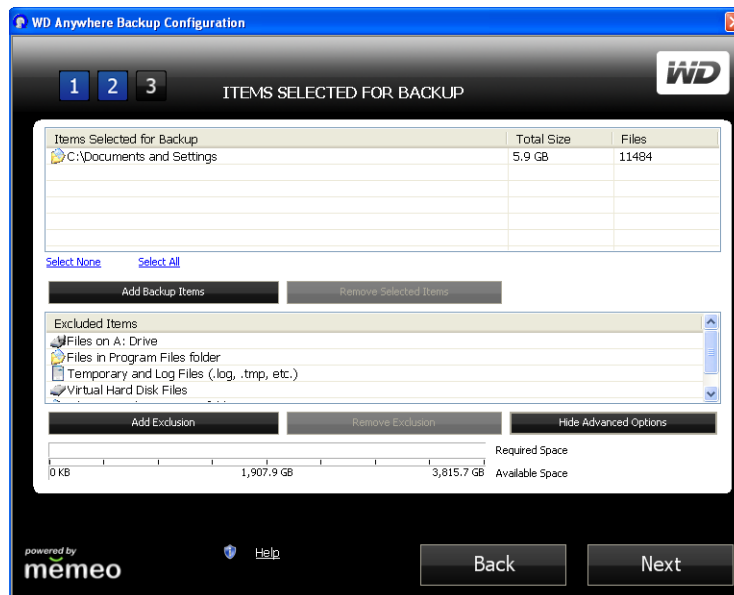 WD Anywhere Backup Configuration
WD
1 2 3 ITEMS SELECTED FOR BACKUP
Items Selected for Backup Total Size Files
C:\Documents and Settings 5.9 GB 11484
Select None Select All
Add Backup Items Remove Selected Items
Excluded Items
Files on A: Drive
Files in Program Files folder
Temporary and Log Files (.log, .tmp, etc.)
Virtual Hard Disk Files
Add Exclusion Remove Exclusion Hide Advanced Options
Required Space
0 KB 1,907.9 GB 3,815.7 GB Available Space
powered by
memeo
Help
Back Next